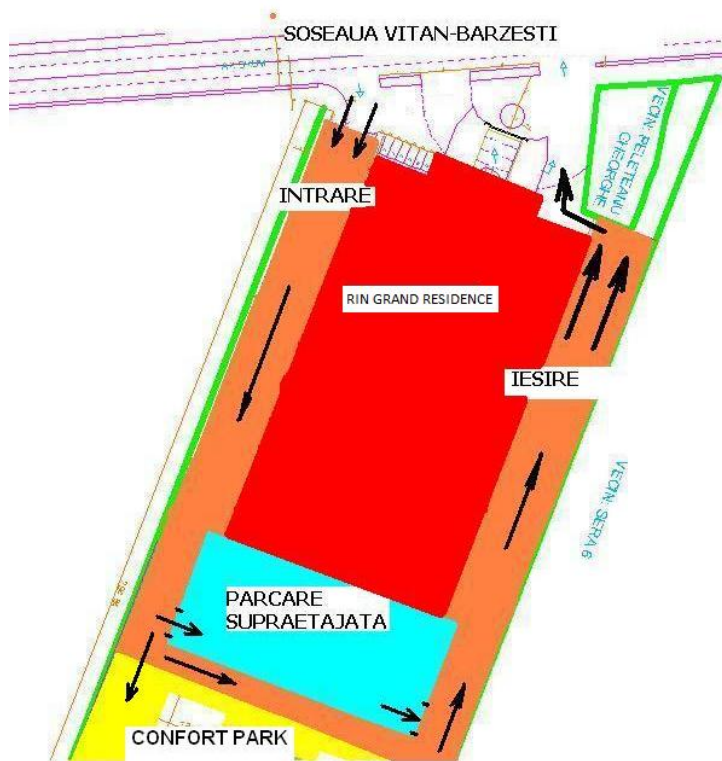 SOSEAUA VITAN-BARZESTI
INTRARE
VECIN: PELETEANU
GHEORGHE
RIN GRAND RESIDENCE
IESIRE
VECIN: SERA 6
PARCARE
SUPRAETAJATA
CONFORT PARK